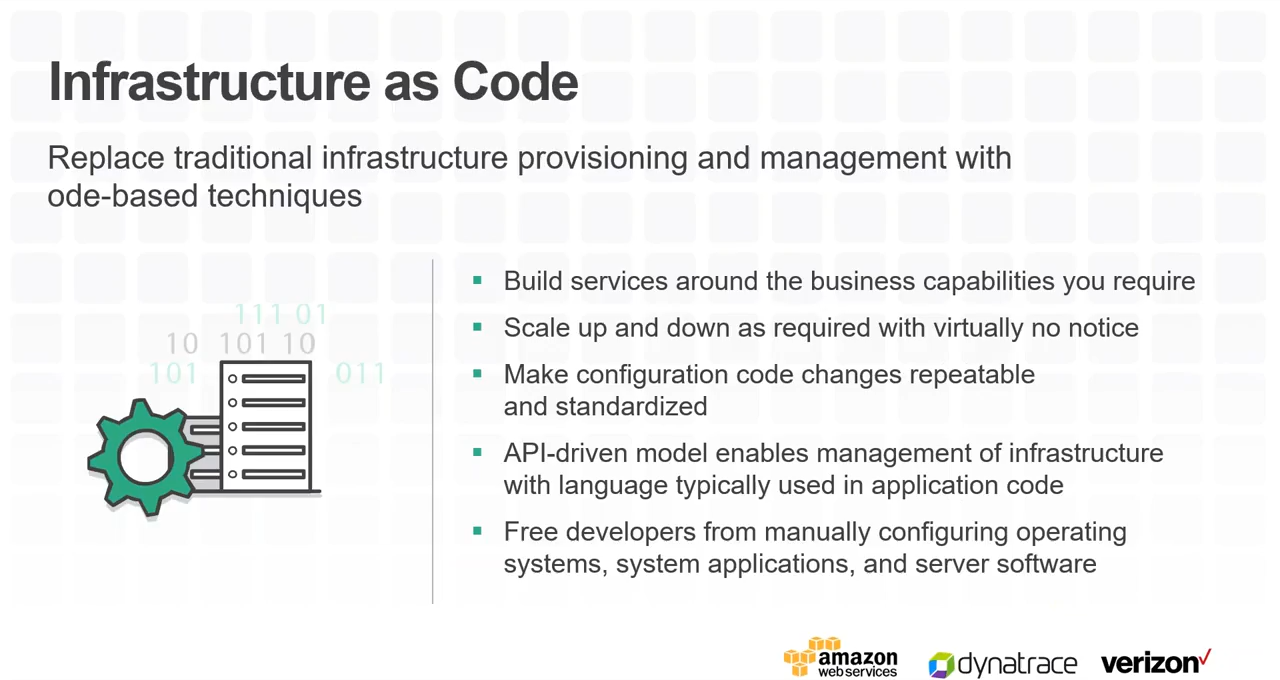 Infrastructure as Code
Replace traditional infrastructure provisioning and management with
ode-based techniques
111 01
10 101 10
101 011
▪ Build services around the business capabilities you require
▪ Scale up and down as required with virtually no notice
▪ Make configuration code changes repeatable
and standardized
▪ API-driven model enables management of infrastructure
with language typically used in application code
▪ Free developers from manually configuring operating
systems, system applications, and server software
amazon
web services
dynatrace
verizon✓